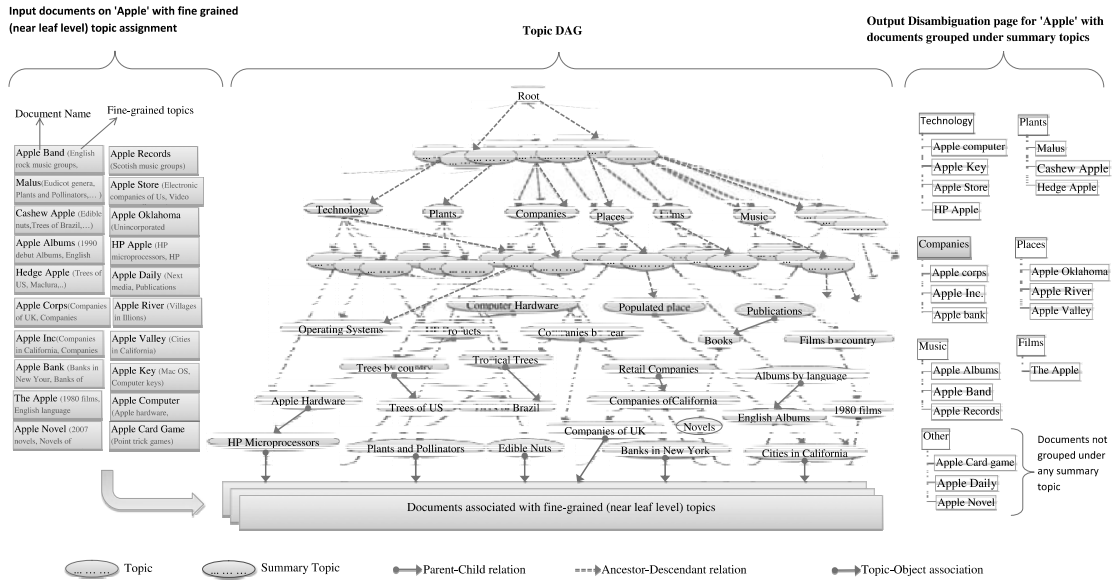 Input documents on 'Apple' with fine grained
(near leaf level) topic assignment
Topic DAG
Output Disambiguation page for 'Apple' with
documents grouped under summary topics
Document Name
Fine-grained topics
Apple Band (English
rock music groups,
Malus(Eudicot genera,
Plants and Pollinators,... )
Cashew Apple (Edible
nuts,Trees of Brazil,....)
Apple Albums (1990
debut Albums, English
Hedge Apple (Trees of
US, Maclura,..)
Apple Corps(Companies
of UK, Companies
Apple Inc(Companies
in California, Companies
Apple Bank (Banks in
New Your, Banks of
The Apple (1980 films,
English language
Apple Novel (2007
novels, Novels of
Apple Records
(Scotish music groups)
Apple Store (Electronic
companies of Us, Video
Apple Oklahoma
(Unincorporated
HP Apple (HP
microprocessors, HP
Apple Daily (Next
media, Publications
Apple River (Villages
in Illions)
Apple Valley (Cities
in California)
Apple Key (Mac OS,
Computer keys)
Apple Computer
(Apple hardware,
Apple Card Game
(Point trick games)
Root
Technology
Plants
Companies
Places
Films
Music
Computer Hardware
Populated place
Publications
Operating Systems
Products
Companies by year
Books
Films by country
Trees by country
Tropical Trees
Retail Companies
Albums by language
Apple Hardware
Trees of US
Brazil
Companies ofCalifornia
English Albums
1980 films
Novels
HP Microprocessors
Plants and Pollinators
Edible Nuts
Companies of UK
Banks in New York
Cities in California
Documents associated with fine-grained (near leaf level) topics
Technology
Apple computer
Apple Key
Apple Store
HP Apple
Plants
Malus
Cashew Apple
Hedge Apple
Companies
Apple corps
Apple Inc.
Apple bank
Places
Apple Oklahoma
Apple River
Apple Valley
Music
Apple Albums
Apple Band
Apple Records
Films
The Apple
Other
Apple Card game
Apple Daily
Apple Novel
Documents not
grouped under
any summary
topic
Topic
Summary Topic
Parent-Child relation
Ancestor-Descendant relation
Topic-Object association